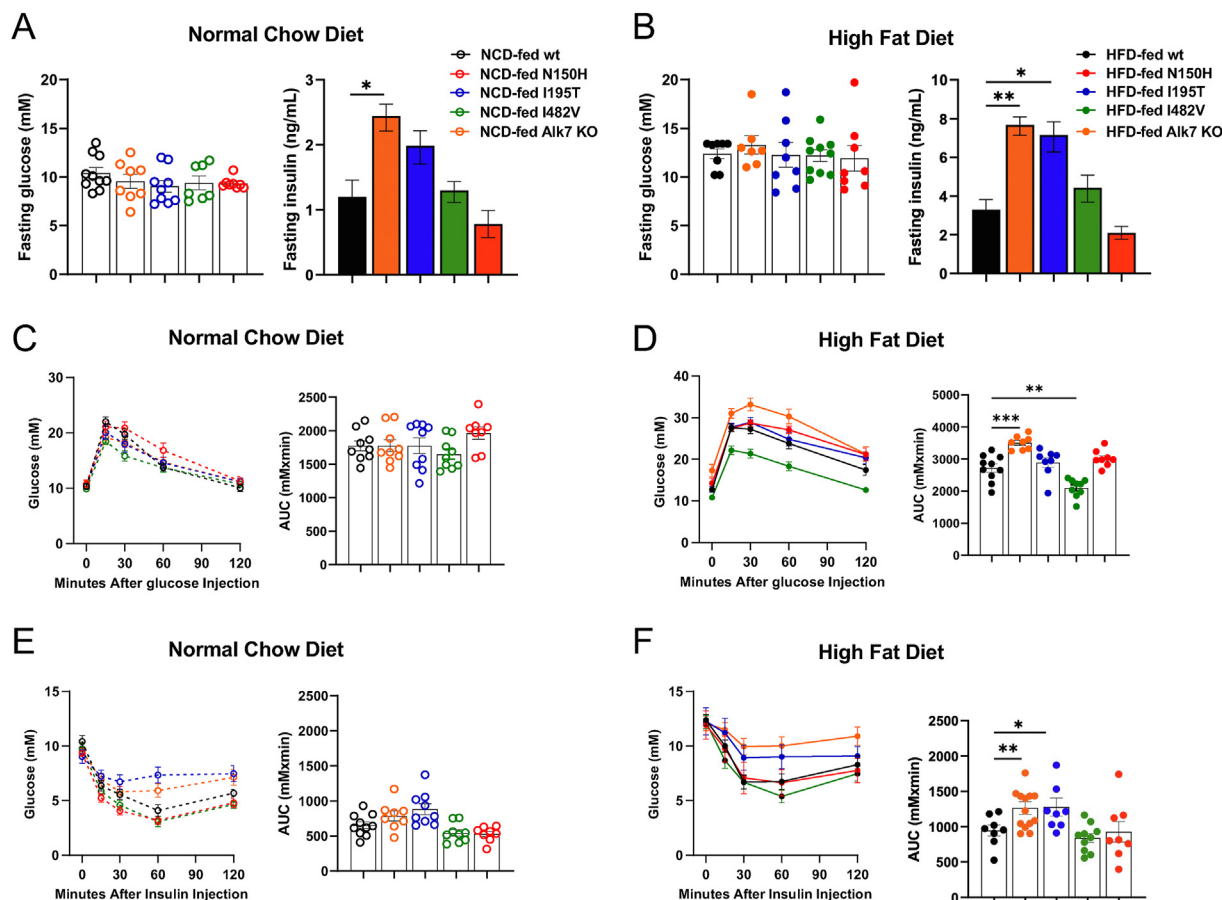 A
Normal Chow Diet
Fasting glucose (mM)
20
15
10
5
0
Fasting insulin (ng/mL)
3
2
1
0
*
NCD-fed wt
NCD-fed N150H
NCD-fed I195T
NCD-fed I482V
NCD-fed Alk7 KO
B
High Fat Diet
Fasting glucose (mM)
20
15
10
5
0
Fasting insulin (ng/mL)
10
8
6
4
2
0
*
**
HFD-fed wt
HFD-fed N150H
HFD-fed I195T
HFD-fed I482V
HFD-fed Alk7 KO
C
Normal Chow Diet
Glucose (mM)
30
20
10
0
0 30 60 90 120
Minutes After glucose Injection
AUC (mMxmin)
2500
2000
1500
1000
500
0
D
High Fat Diet
Glucose (mM)
40
30
20
10
0
0 30 60 90 120
Minutes After glucose Injection
AUC (mMxmin)
5000
4000
3000
2000
1000
0
**
***
E
Normal Chow Diet
Glucose (mM)
15
10
5
0
0 30 60 90 120
Minutes After Insulin Injection
AUC (mMxmin)
2500
2000
1500
1000
500
0
F
High Fat Diet
Glucose (mM)
15
10
5
0
0 30 60 90 120
Minutes After Insulin Injection
AUC (mMxmin)
2500
2000
1500
1000
500
0
*
**